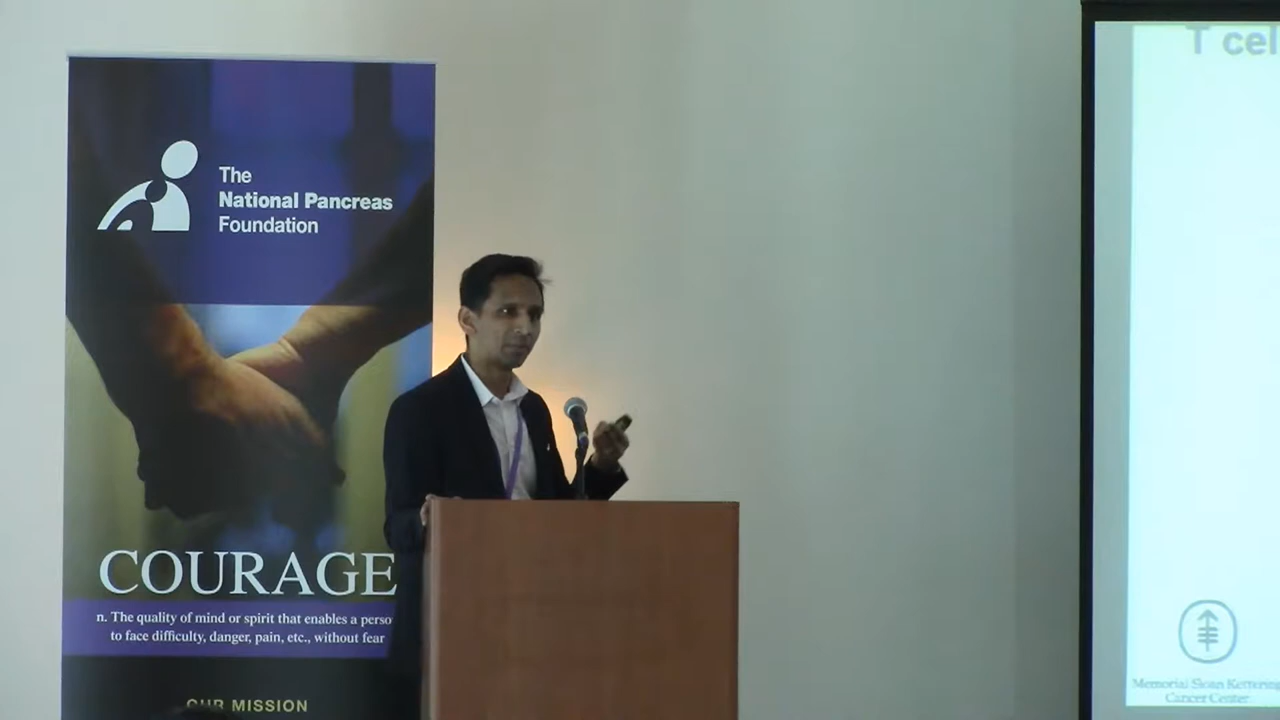 The
National Pancreas
Foundation
COURAGE
n. The quality of mind or spirit that enables a perso
to face difficulty, danger, pain, etc., without fear
OUR MISSION
T cel
Memorial Sloan Kettering
Cancer Center